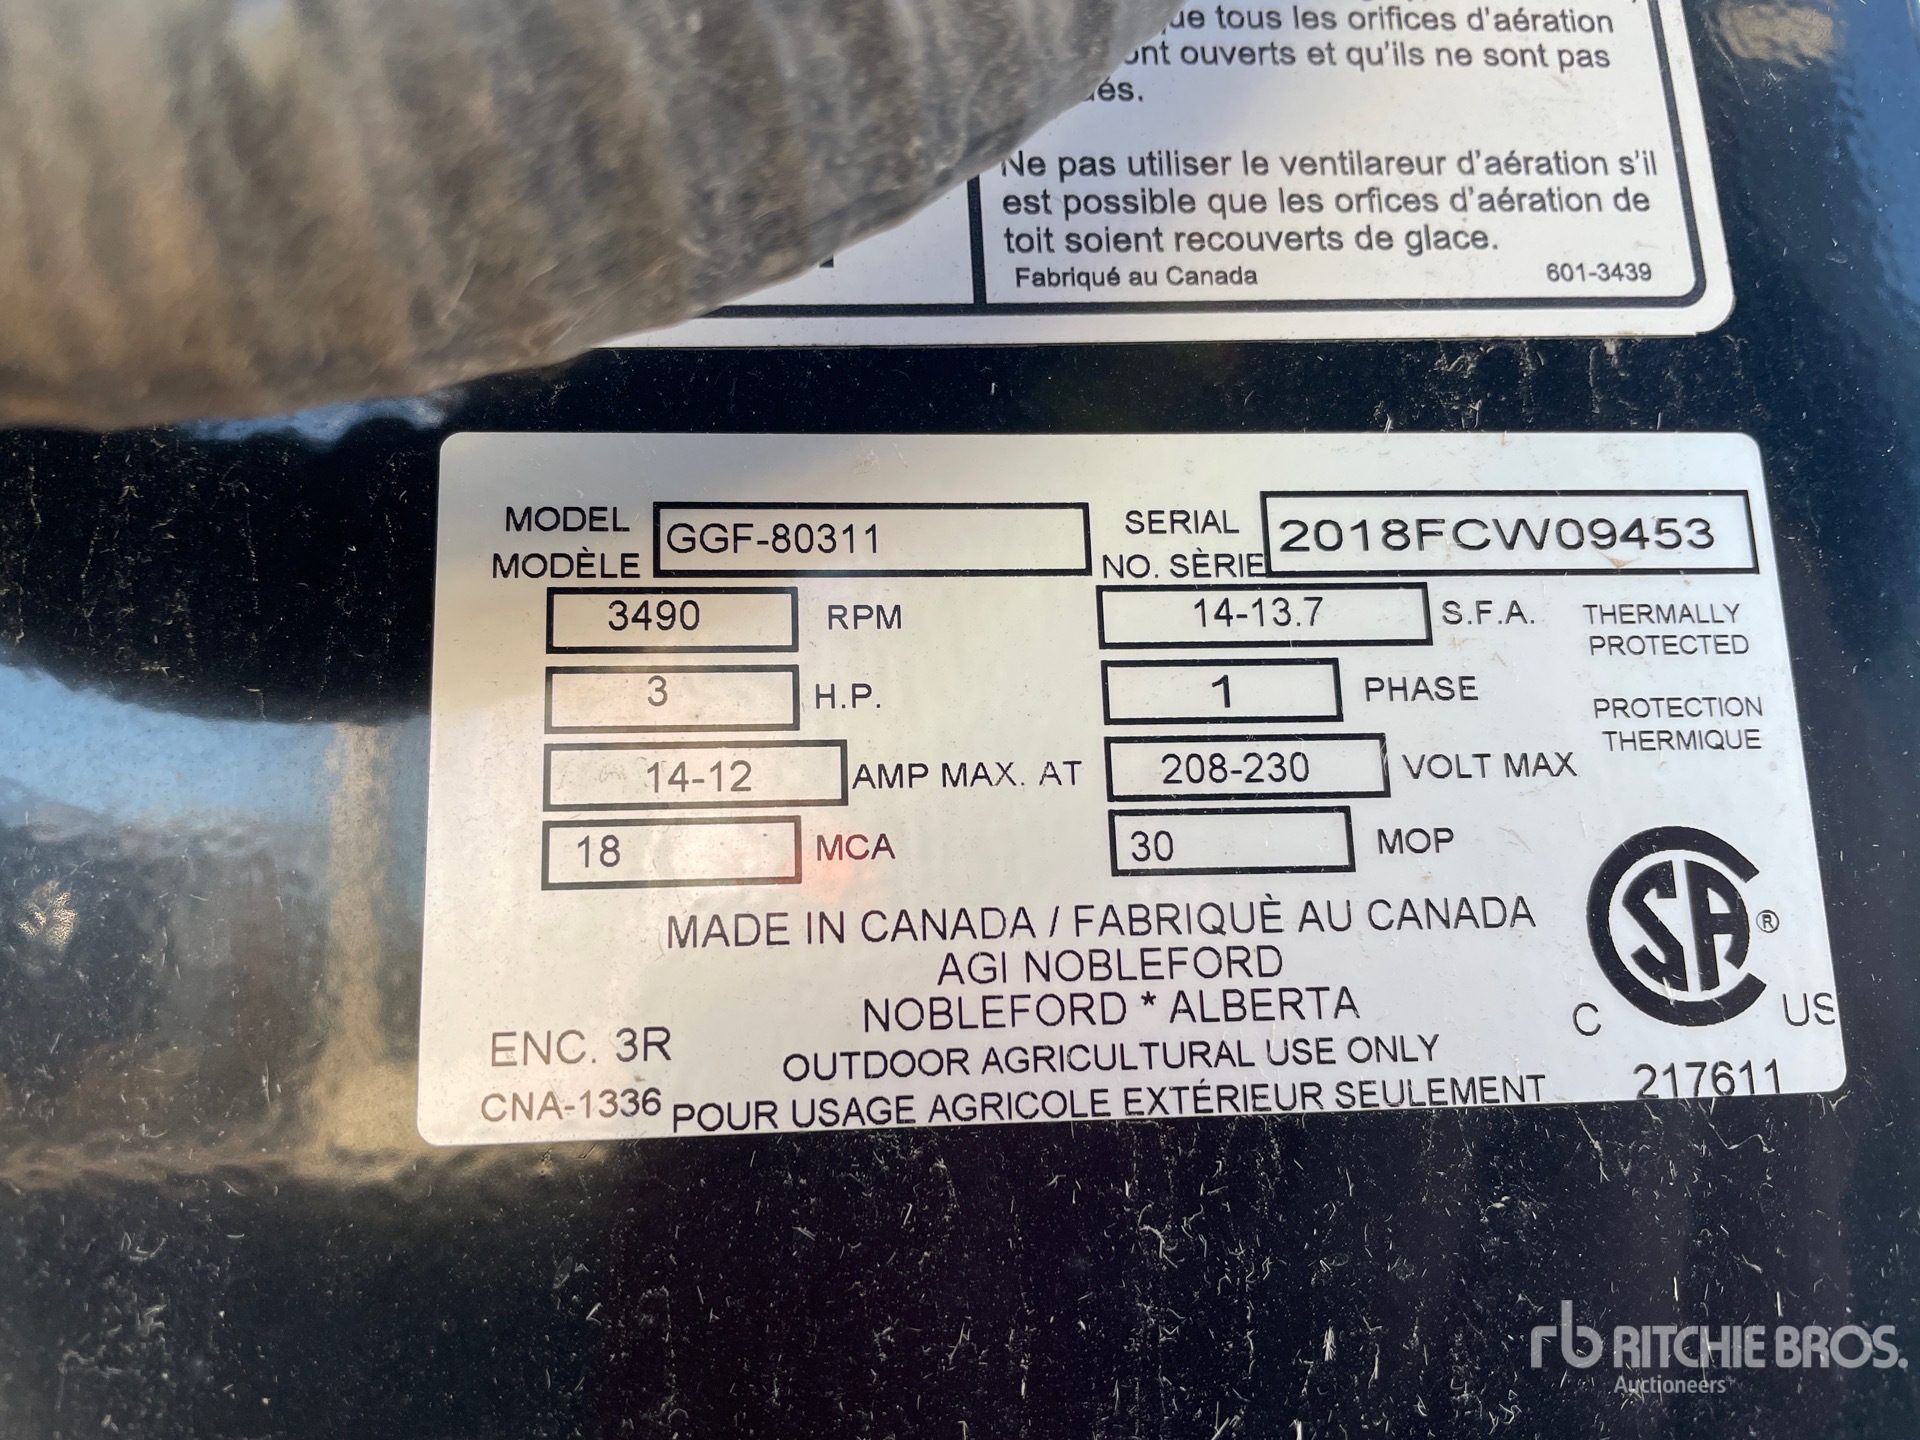 ue tous les orifices d'aération
ont ouverts et qu'ils ne sont pas
és.
Ne pas utiliser le ventilareur d'aération s'il
est possible que les orfices d'aération de
toit soient recouverts de glace.
Fabriqué au Canada 601-3439
MODEL GGF-80311 SERIAL 2018FCW09453
MODÈLE NO. SÈRIE
3490 RPM 14-13.7 S.F.A. THERMALLY
PROTECTED
3 H.P. 1 PHASE PROTECTION
THERMIQUE
14-12 AMP MAX. AT 208-230 VOLT MAX
18 MCA 30 MOP
MADE IN CANADA / FABRIQUÈ AU CANADA
AGI NOBLEFORD
NOBLEFORD * ALBERTA
CSA ®
C US
ENC. 3R OUTDOOR AGRICULTURAL USE ONLY 217611
CNA-1336 POUR USAGE AGRICOLE EXTÉRIEUR SEULEMENT
rb RITCHIE BROS.
Auctioneers